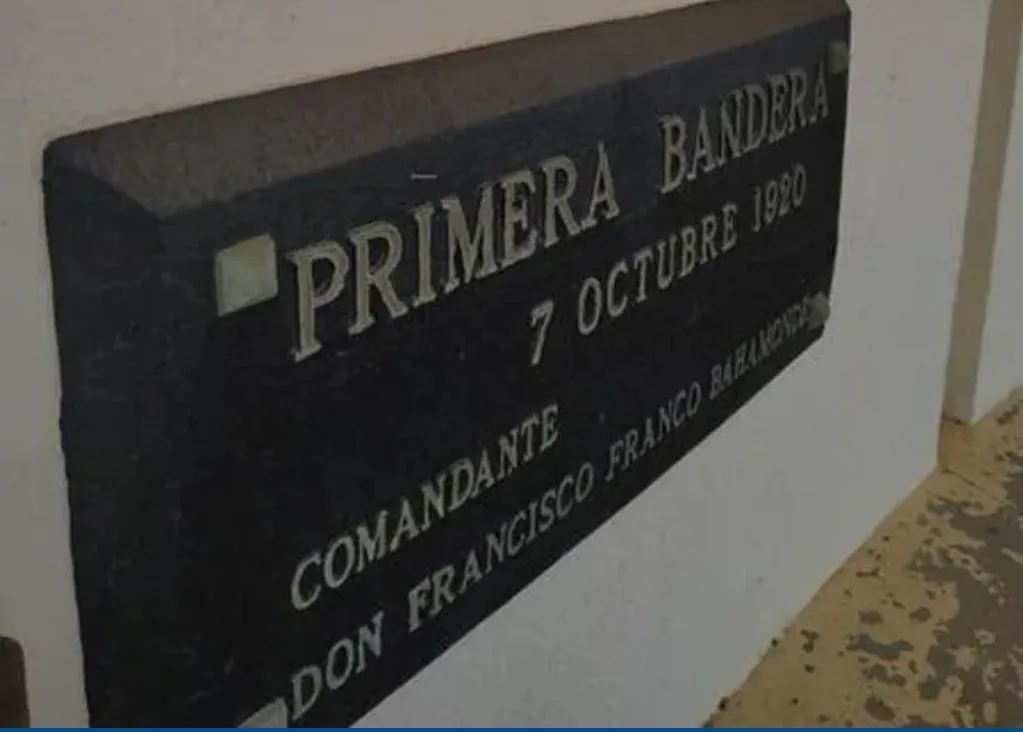 PRIMERA BANDERA
7 OCTUBRE 1920
COMANDANTE
DON FRANCISCO FRANCO BAHAMONDE